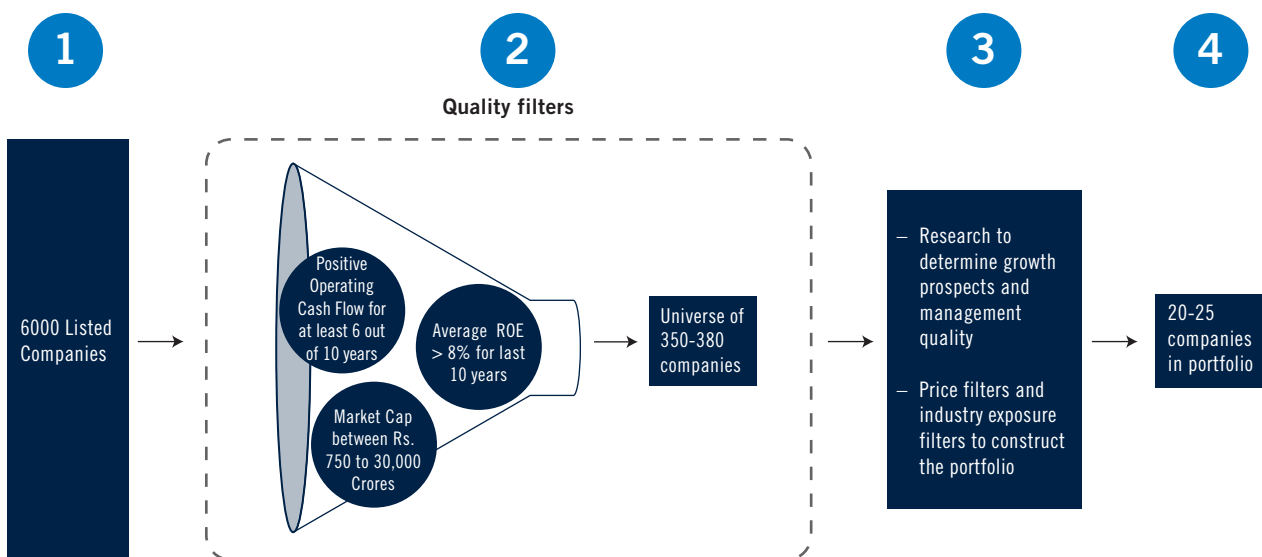 1
2
3
4
Quality filters
6000 Listed
Companies
Positive
Operating
Cash Flow for
at least 6 out
of 10 years
Average ROE
> 8% for last
10 years
Market Cap
between Rs.
750 to 30,000
Crores
Universe of
350-380
companies
– Research to
determine growth
prospects and
management
quality
– Price filters and
industry exposure
filters to construct
the portfolio
20-25
companies
in portfolio